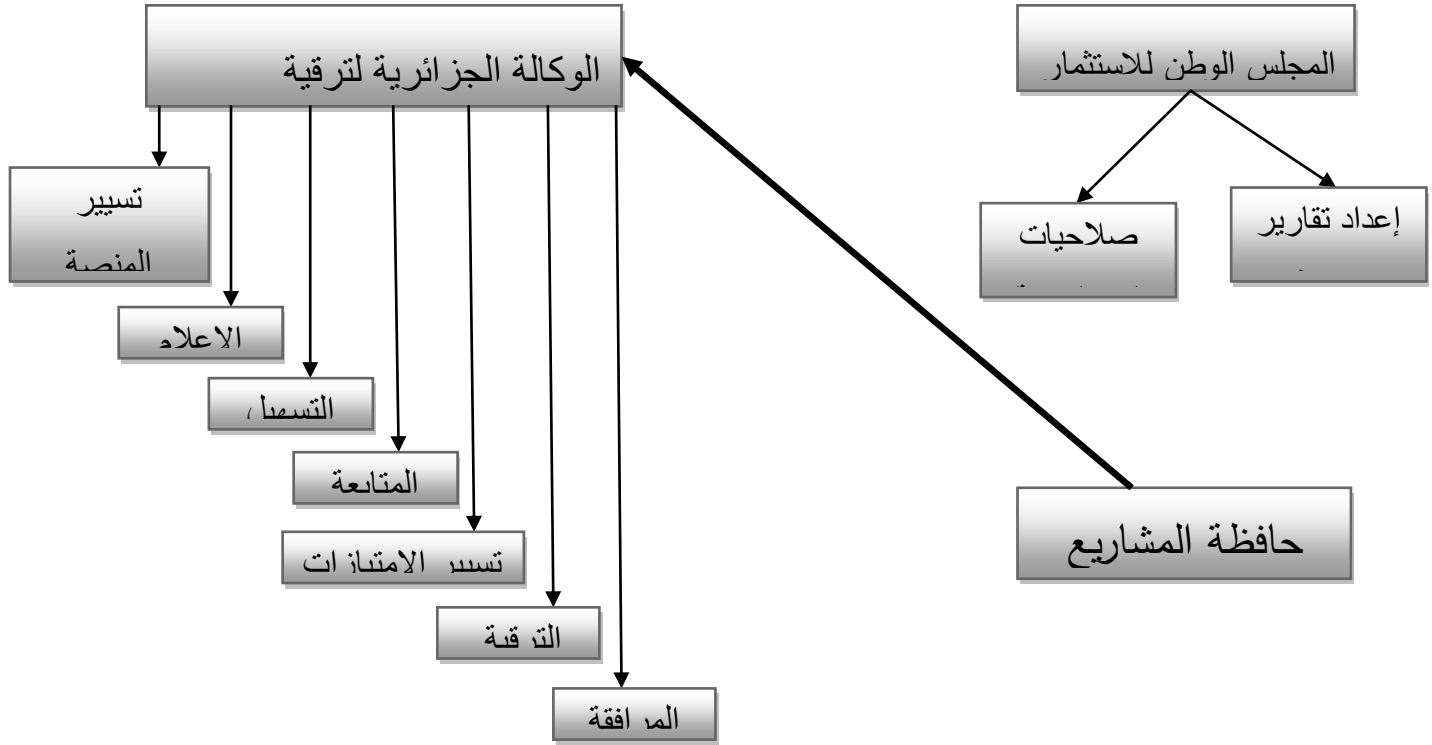 المجلس الوطن للاستثمار
الوكالة الجزائرية لترقية
إعداد تقارير
صلاحيات
تسيير
المنصة
الاعلام
التسهيل
المتابعة
تسيير الامتيازات
الترقية
المرافقة
حافظة المشاريع